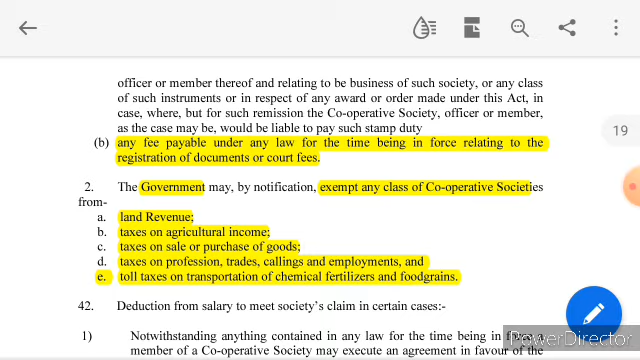 officer or member thereof and relating to be business of such society, or any class
of such instruments or in respect of any award or order made under this Act, in
case, where, but for such remission the Co-operative Society, officer or member,
as the case may be, would be liable to pay such stamp duty
19
(b) any fee payable under any law for the time being in force relating to the
registration of documents or court fees.
2. The Government may, by notification, exempt any class of Co-operative Societies
from-
a. land Revenue;
b. taxes on agricultural income;
c. taxes on sale or purchase of goods;
d. taxes on profession, trades, callings and employments, and
e. toll taxes on transportation of chemical fertilizers and foodgrains.
42. Deduction from salary to meet society's claim in certain cases:-
1) Notwithstanding anything contained in any law for the time being in force a
member of a Co-operative Society may execute an agreement in favour of the
PowerDirector